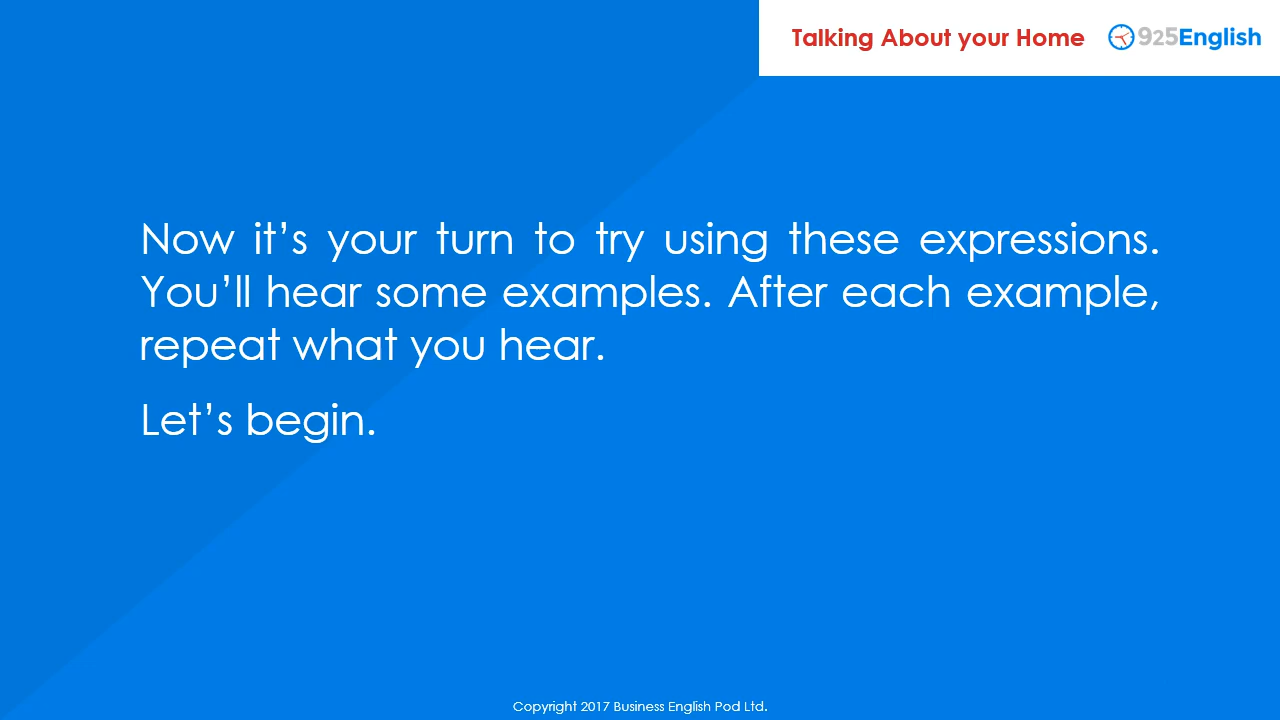 Talking About your Home
925English
Now it's your turn to try using these expressions.
You'll hear some examples. After each example,
repeat what you hear.
Let's begin.
Copyright 2017 Business English Pod Ltd.